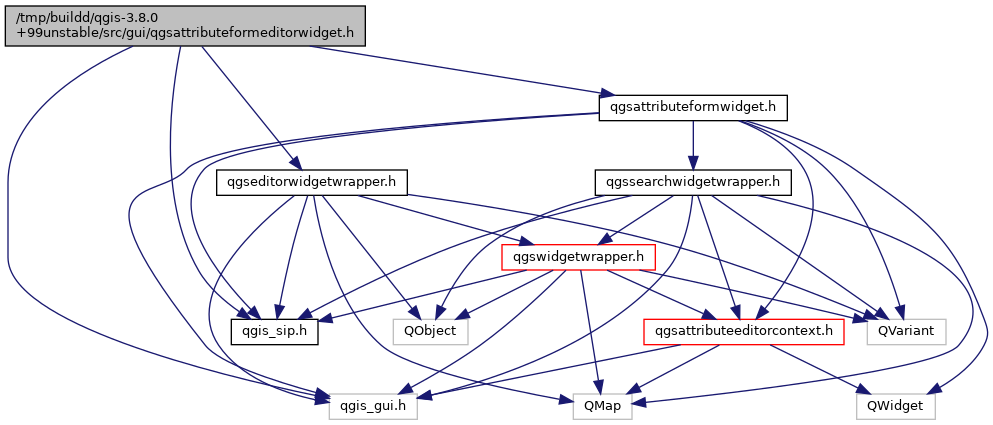 /tmp/buildd/qgis-3.8.0
+99unstable/src/gui/qgsattributeformeditorwidget.h
qgsattributeformwidget.h
qgseditorwidgetwrapper.h
qgssearchwidgetwrapper.h
qgswidgetwrapper.h
qgis_sip.h
QObject
qgsattributeeditorcontext.h
QVariant
qgis_gui.h
QMap
QWidget